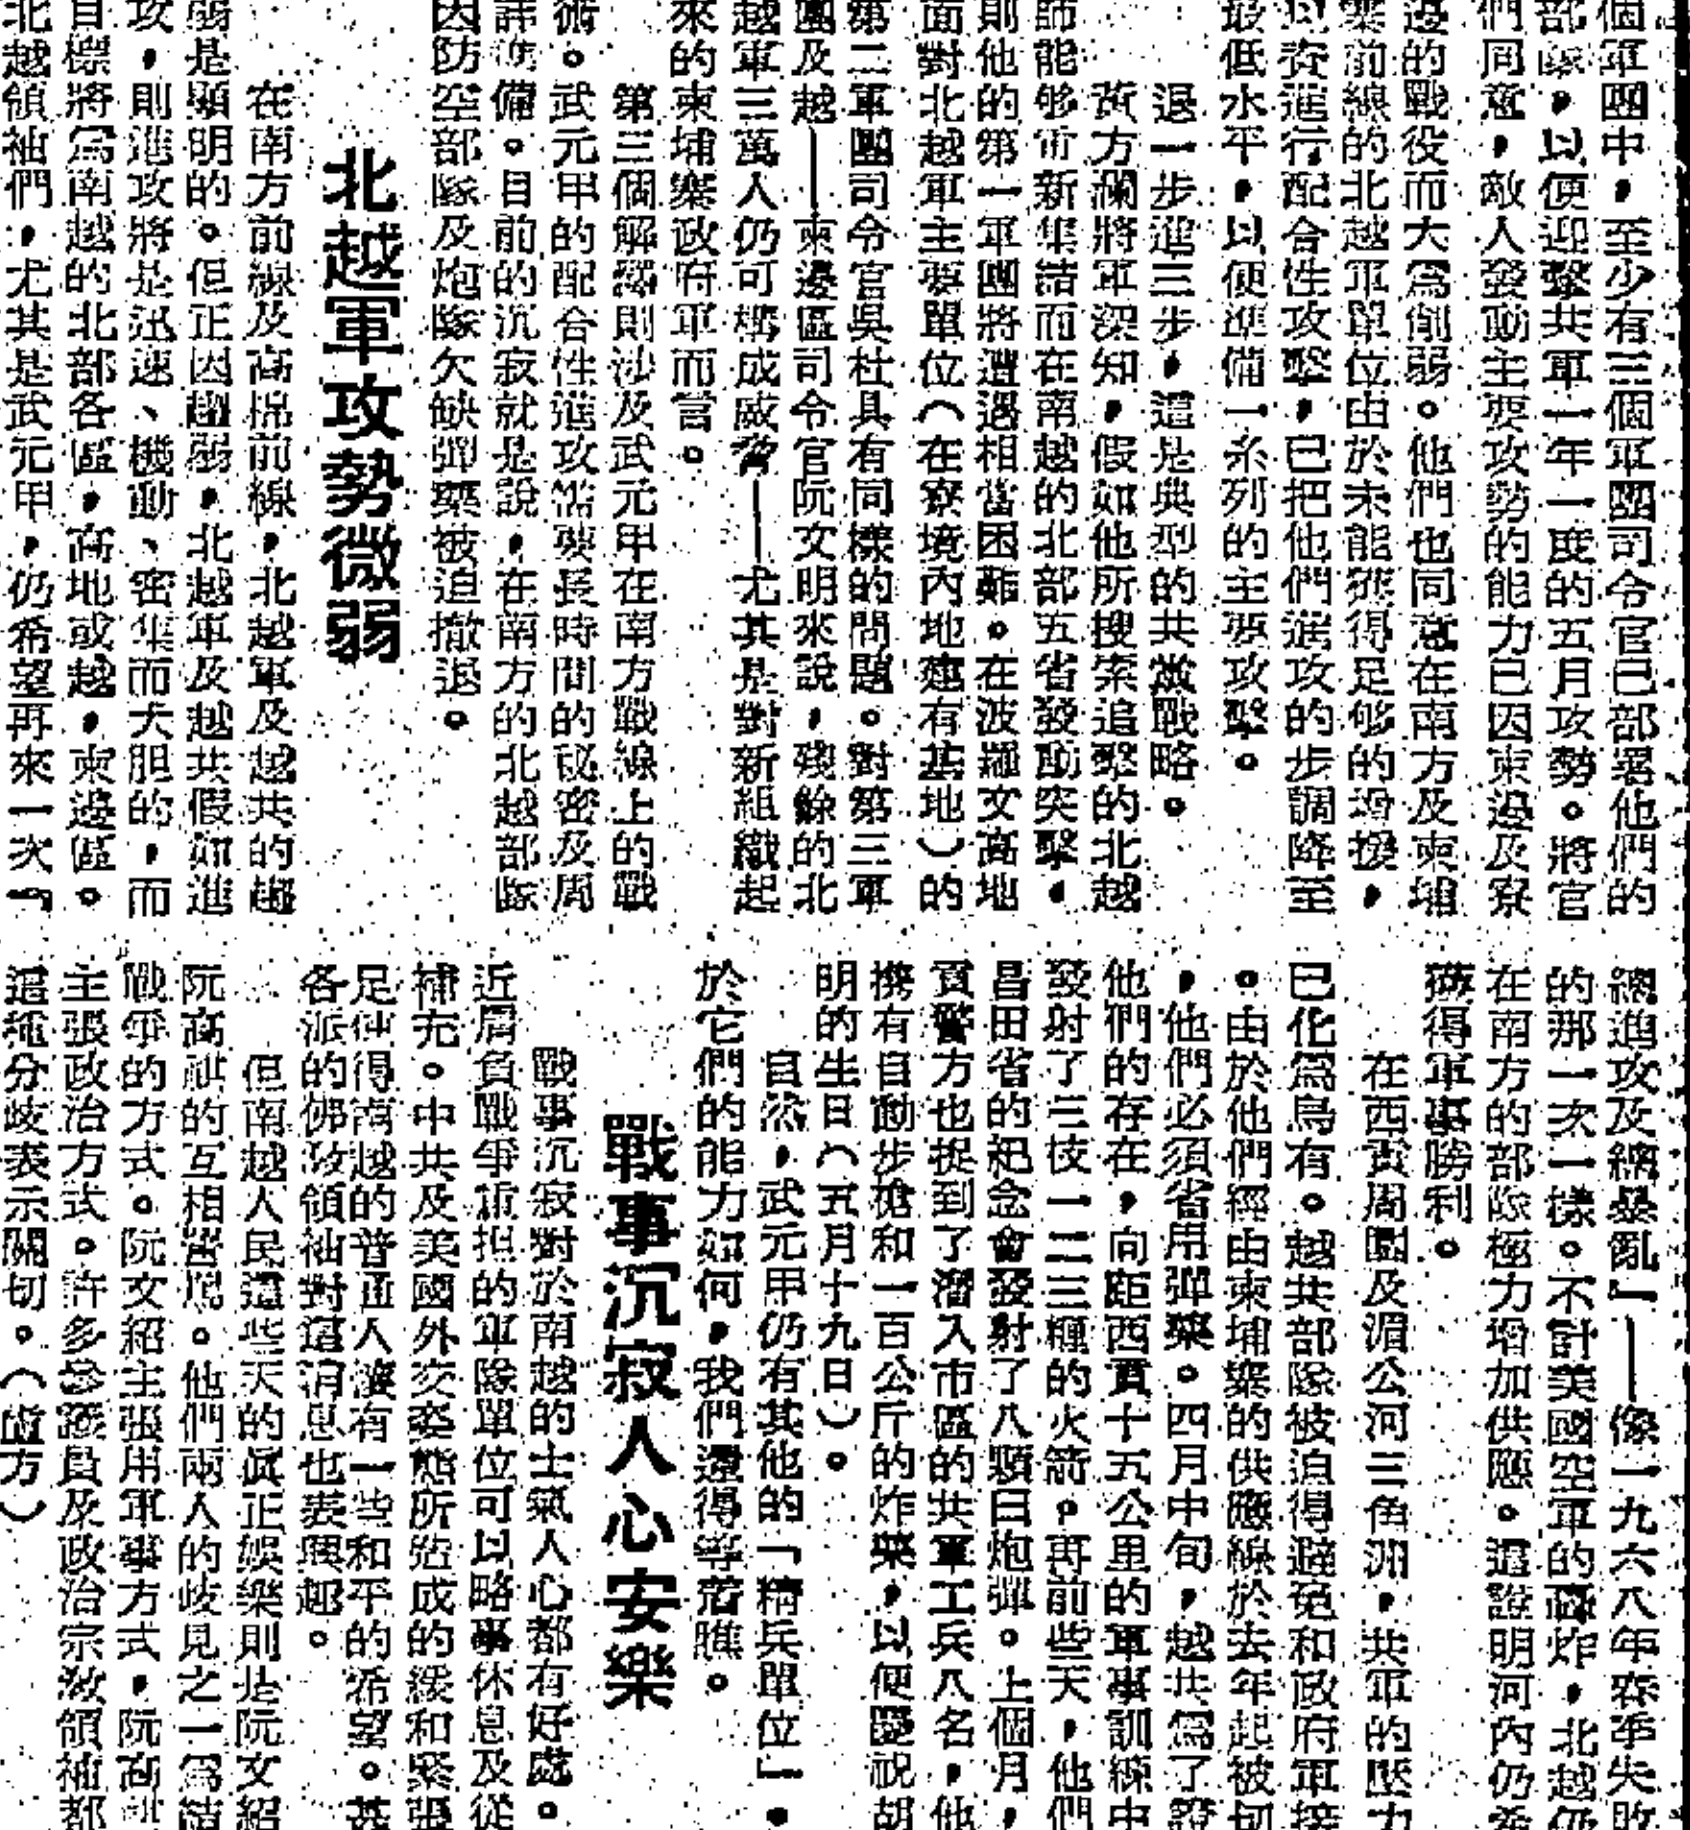 個軍團中，至少有三個軍團司令官已部署他們的
部隊，以便迎擊共軍一年一度的五月攻勢。將官
們同意，敵人發動主要攻勢的能力已因柬邊及寮
邊的戰役而大為削弱。他們也同意在南方及柬埔
寨前線的北越軍單位由於未能獲得足够的增援，
以資進行配合性攻擊，已把他們進攻的步調降至
最低水平，以便準備一系列的主要攻擊。
退一步進三步，這是典型的共黨戰略。
黃方欄將軍深知，假如他所搜索追擊的北越
師能够重新集結而在南越的北部五省發動突擊，
則他的第一軍團將遭遇相當困難。在波羅文高地
面對北越軍主要單位（在寮境內地建有基地）的
第二軍團司令官吳杜具有同樣的問題。對第三軍
團及越——柬邊區司令官阮文明來說，殘餘的北
越軍三萬人仍可構成威脅——尤其是對新組織起
來的柬埔寨政府軍而言。
第三個解釋則涉及武元甲在南方戰線上的戰
術。武元甲的配合性進攻需要長時間的秘密及周
詳準備。目前的沉寂就是說，在南方的北越部隊
因防空部隊及炮隊欠缺彈藥被迫撤退。
北越軍攻勢微弱
在南方前線及高棉前線，北越軍及越共的趨
弱是顯明的。但正因趨弱，北越軍及越共假如進
攻，則進攻將是迅速、機動、密集而大胆的，而
目標將為南越的北部各區，高地或越，柬邊區。
北越領袖們，尤其是武元甲，仍希望再來一次「
總進攻及總暴亂」——像一九六八年春季失敗
的那一次一樣。不計美國空軍的轟炸，北越仍
在南方的部隊極力增加供應。這證明河內仍希
獲得軍事勝利。
在西貢周圍及湄公河三角洲，共軍的壓力
已化為烏有。越共部隊被迫得避免和政府軍接
。由於他們經由柬埔寨的供應線於去年起被切
，他們必須省用彈藥。四月中旬，越共為了證
他們的存在，向距西貢十五公里的軍事訓練中
發射了三枝一二三糎的火箭。再前些天，他們
昌田省的紀念會發射了八顆臼炮彈。上個月，
貢警方也捉到了潛入市區的共軍工兵八名，他
携有自動步槍和一百公斤的炸藥，以便慶祝胡
明的生日（五月十九日）。
自然，武元甲仍有其他的「精兵單位」，
於它們的能力如何，我們還得等着瞧。
戰事沉寂人心安樂
戰事沉寂對於南越的士氣人心都有好處。
近肩負戰爭重担的軍隊單位可以略事休息及從
補充。中共及美國外交姿態所造成的緩和緊張
足使得南越的普通人懷有一些和平的希望。甚
各派的佛教領袖對這消息也表興趣。
但南越人民這些天的眞正娛樂則是阮文紹
阮高祺的互相詈罵。他們兩人的歧見之一為結
戰爭的方式。阮文紹主張用軍事方式，阮高祺
主張政治方式。許多參議員及政治宗教領袖都
這種分歧表示關切。（方）